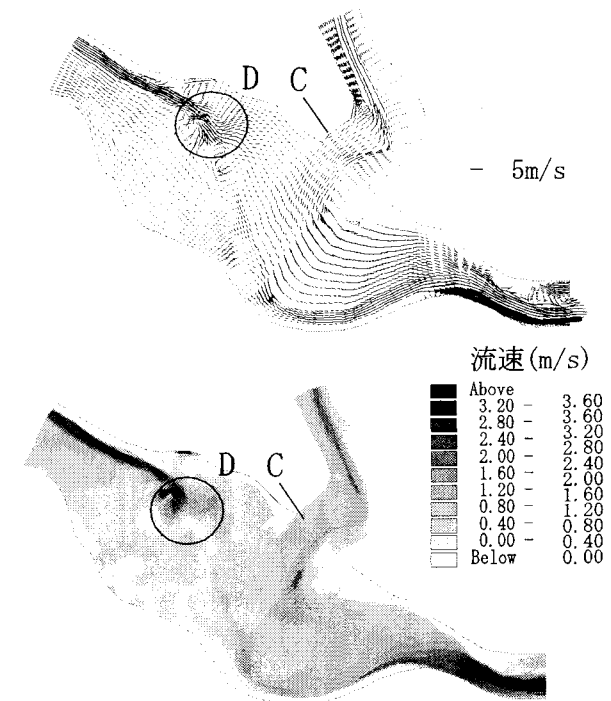 D C
- 5m/s
流速(m/s)
D C
Above 3.60
3.20 - 3.60
2.80 - 3.20
2.40 - 2.80
2.00 - 2.40
1.60 - 2.00
1.20 - 1.60
0.80 - 1.20
0.40 - 0.80
0.00 - 0.40
Below 0.00